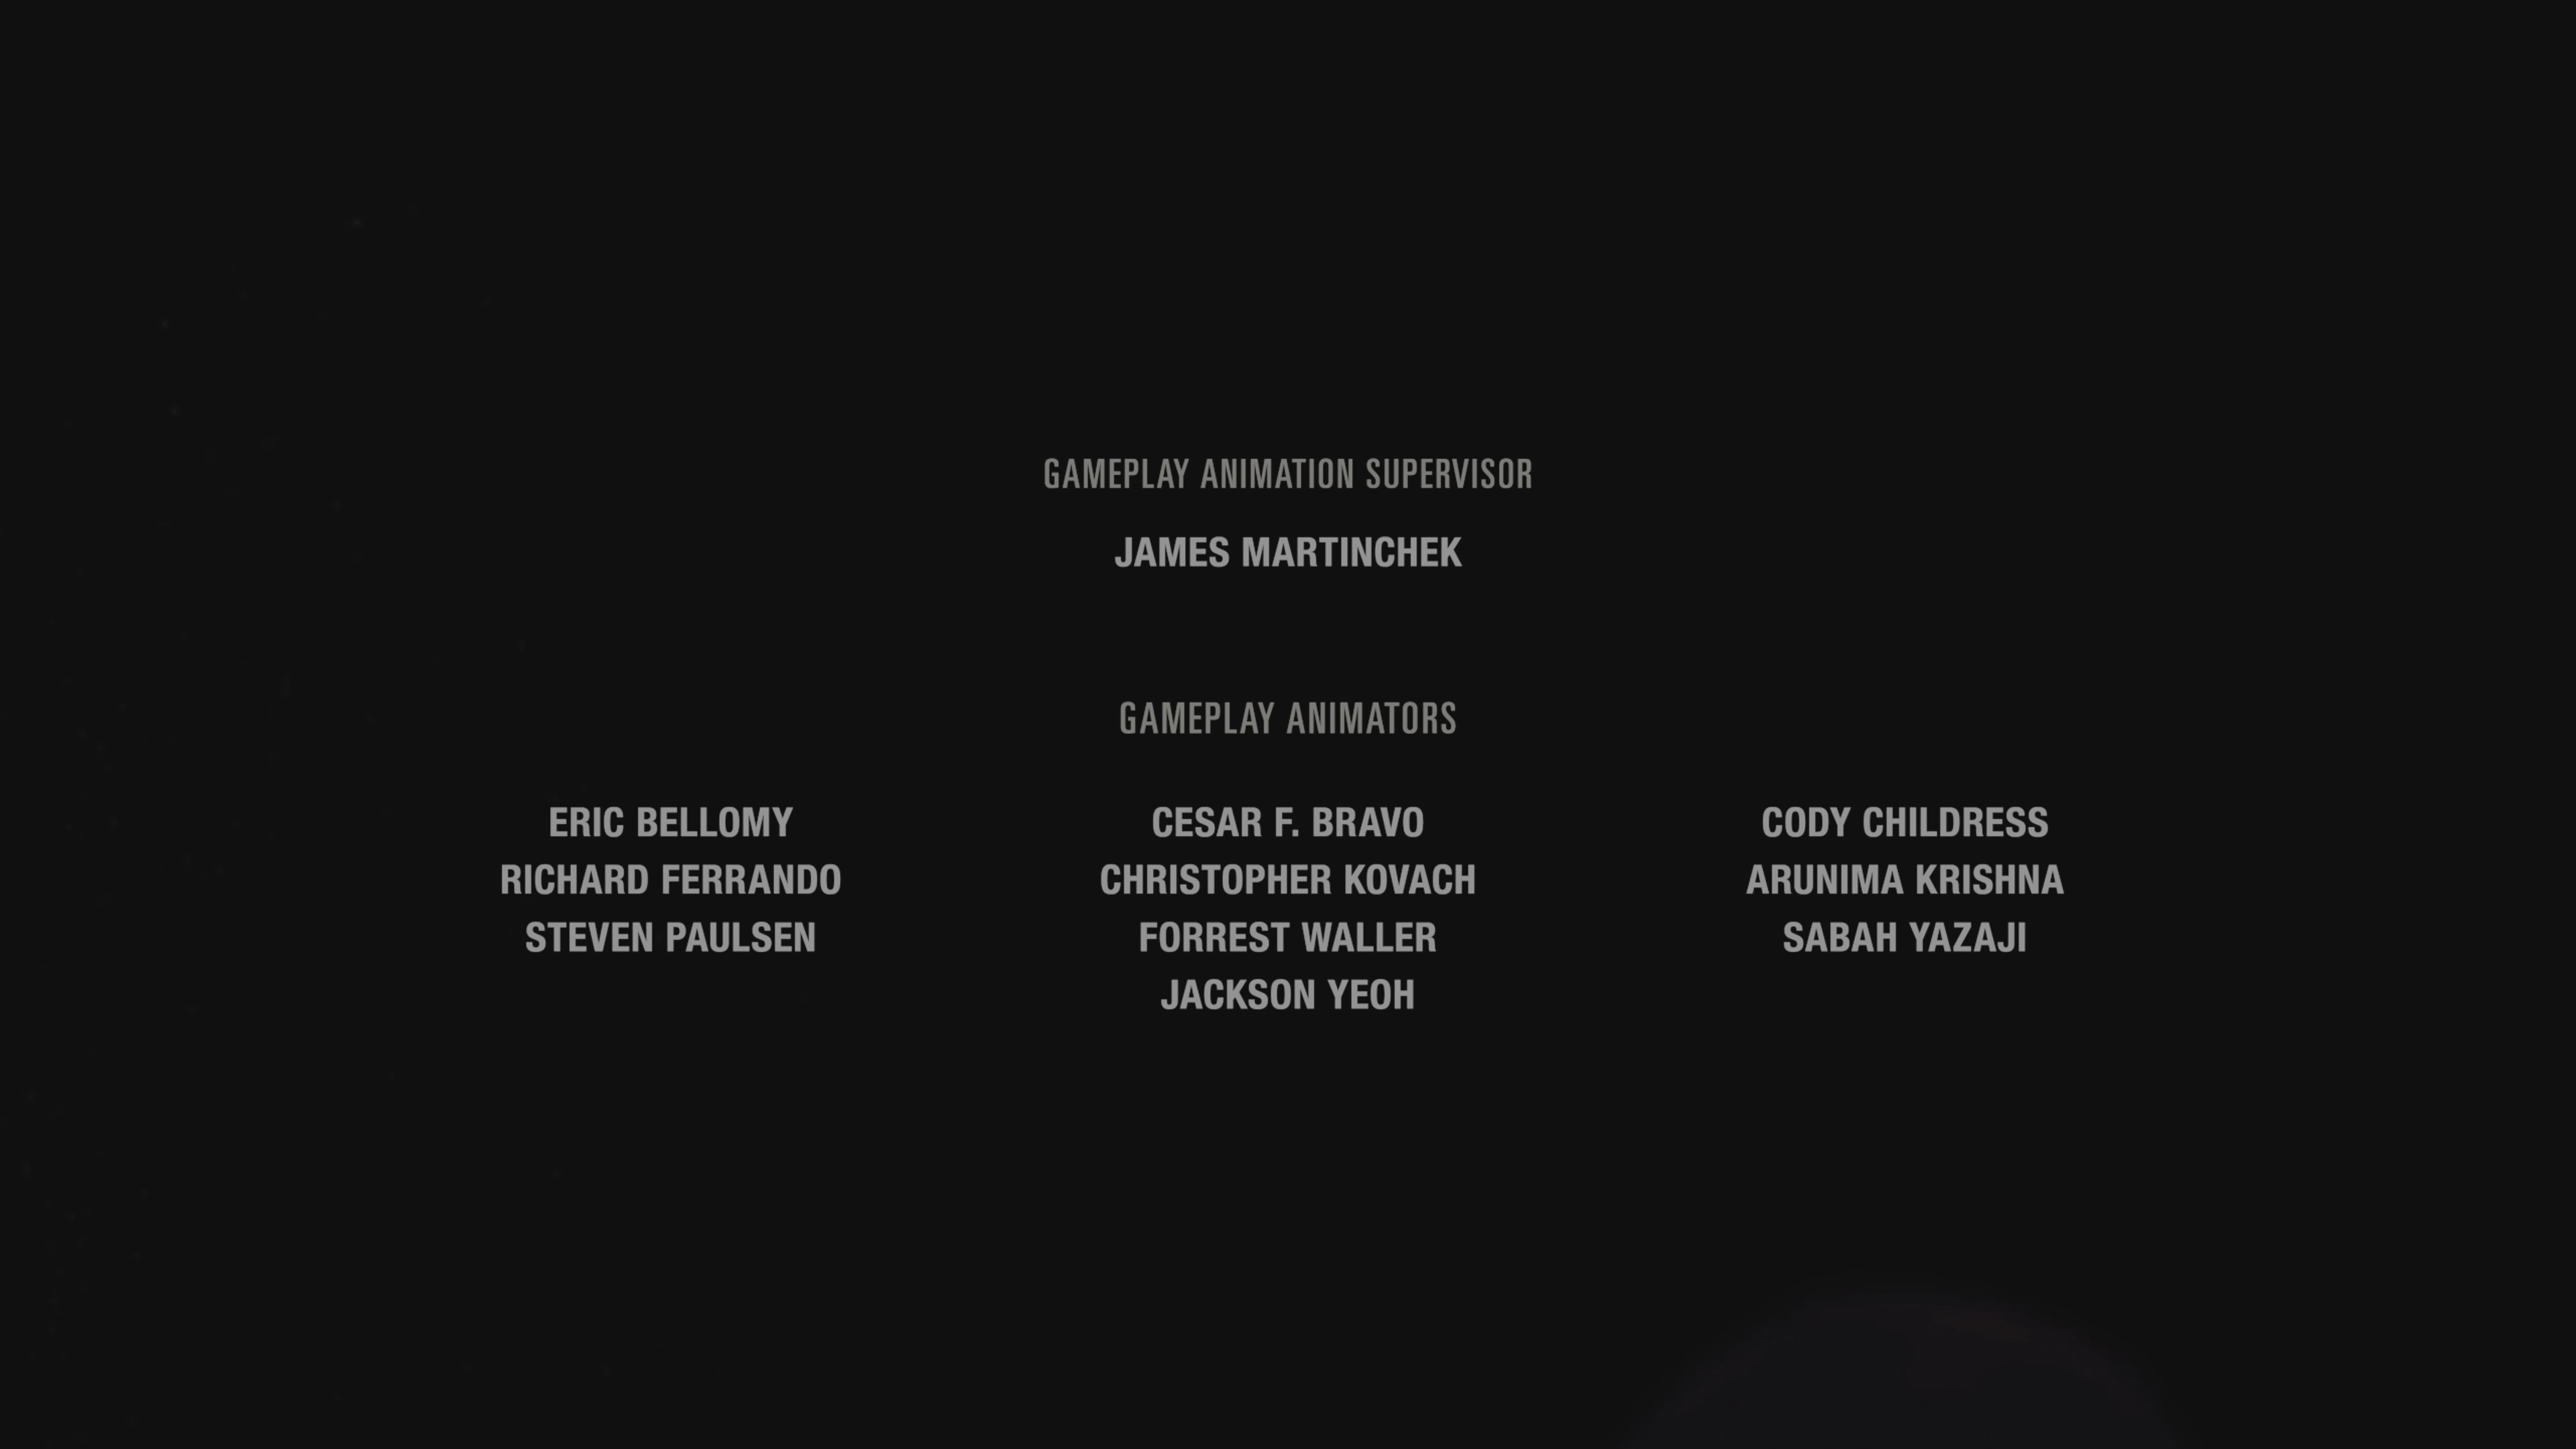 GAMEPLAY ANIMATION SUPERVISOR
JAMES MARTINCHEK
GAMEPLAY ANIMATORS
ERIC BELLOMY CESAR F. BRAVO CODY CHILDRESS
RICHARD FERRANDO CHRISTOPHER KOVACH ARUNIMA KRISHNA
STEVEN PAULSEN FORREST WALLER SABAH YAZAJI
JACKSON YEOH